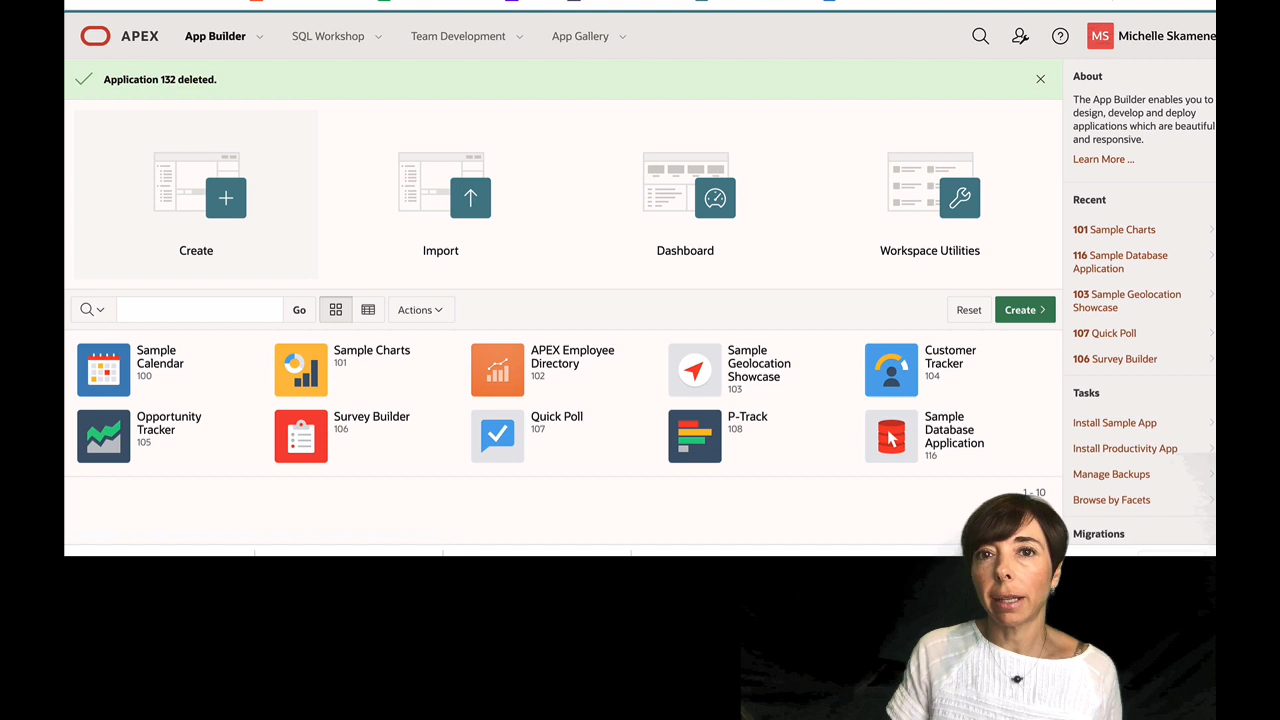 APEX App Builder SQL Workshop Team Development App Gallery MS Michelle Skamene
Application 132 deleted.
Create Import Dashboard Workspace Utilities
Go Actions Reset Create
Sample
Calendar
100
Sample Charts
101
APEX Employee
Directory
102
Sample
Geolocation
Showcase
103
Customer
Tracker
104
Opportunity
Tracker
105
Survey Builder
106
Quick Poll
107
P-Track
108
Sample
Database
Application
116
1 - 10
About
The App Builder enables you to
design, develop and deploy
applications which are beautiful
and responsive.
Learn More ...
Recent
101 Sample Charts
116 Sample Database
Application
103 Sample Geolocation
Showcase
107 Quick Poll
106 Survey Builder
Tasks
Install Sample App
Install Productivity App
Manage Backups
Browse by Facets
Migrations